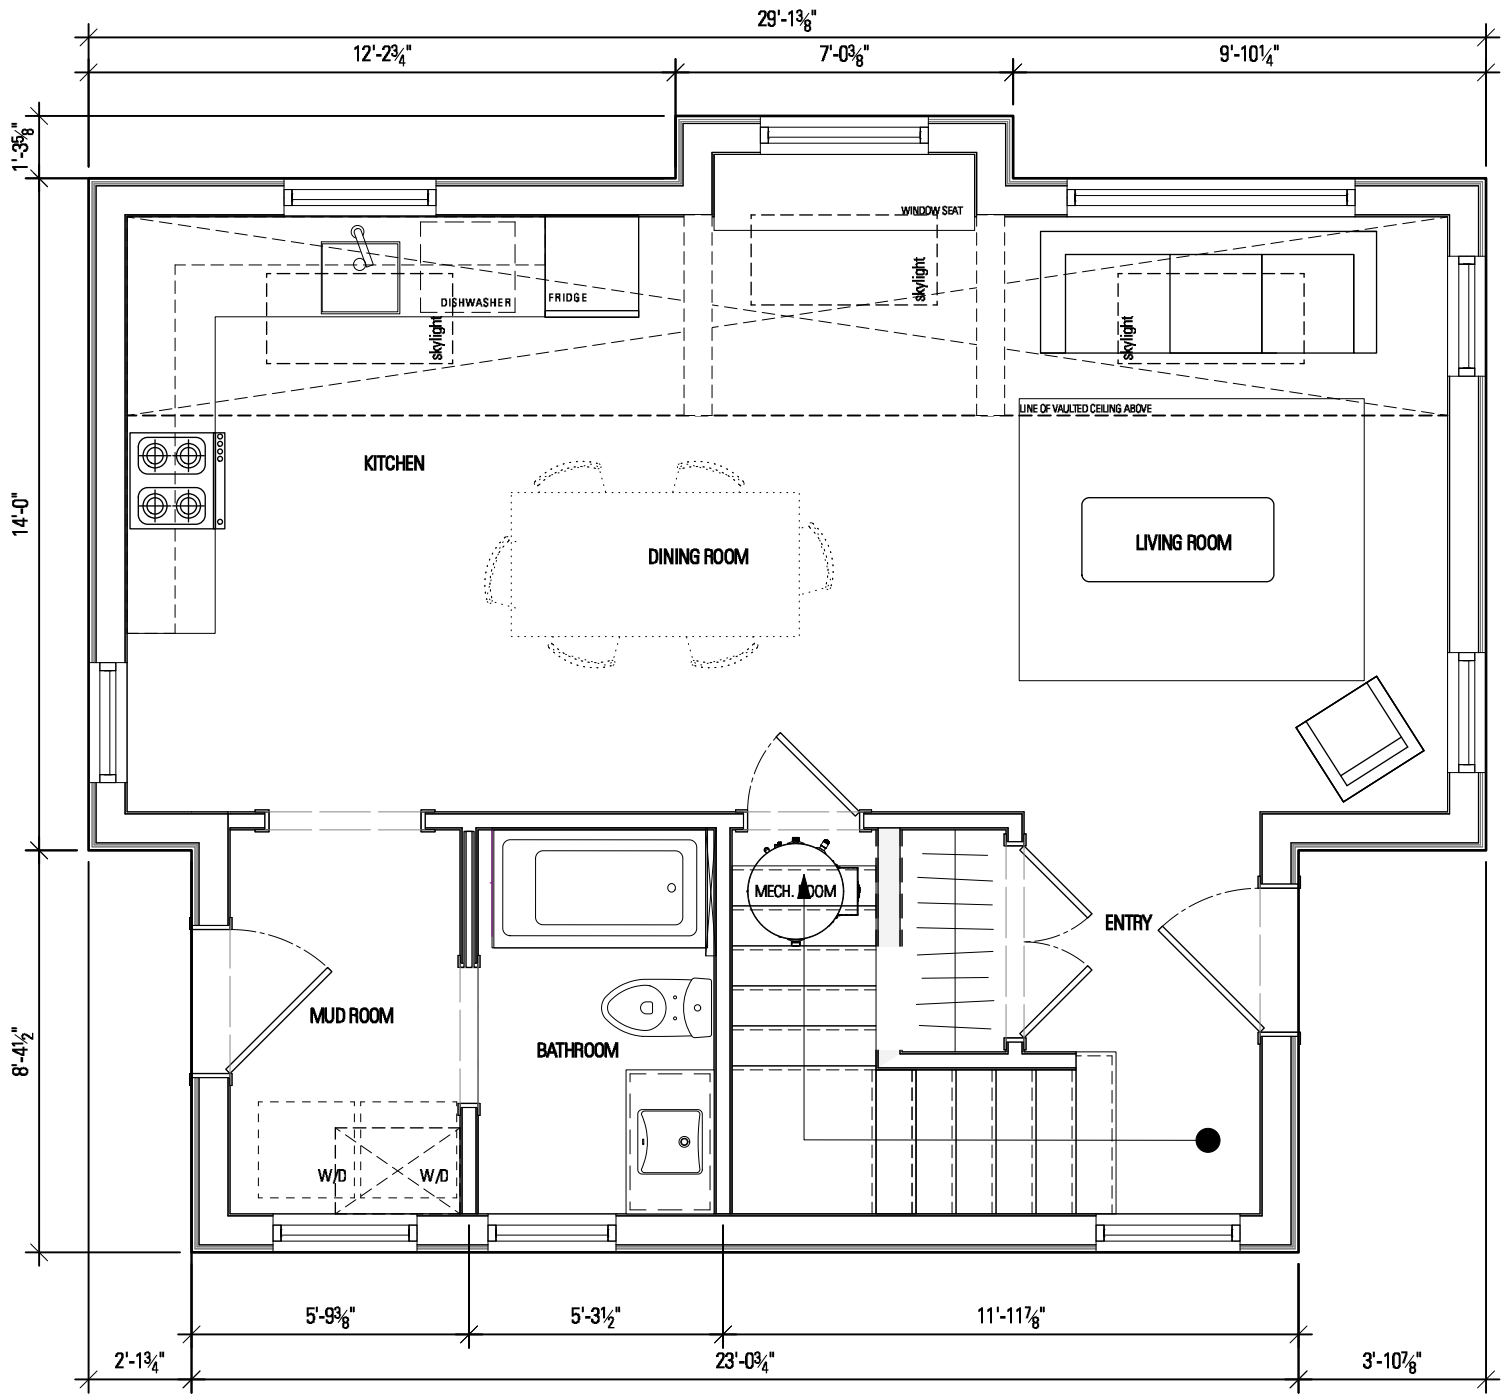 29'-1⅜"
12'-2¾"
7'-0⅜"
9'-10¼"
1'-3⅝"
WINDOW SEAT
skylight
DISHWASHER
FRIDGE
skylight
skylight
LINE OF VAULTED CEILING ABOVE
KITCHEN
14'-0"
DINING ROOM
LIVING ROOM
MECH. ROOM
ENTRY
MUD ROOM
BATHROOM
8'-4½"
W/D
W/D
5'-9⅜"
5'-3½"
11'-11⅞"
2'-1¾"
23'-0¾"
3'-10⅞"